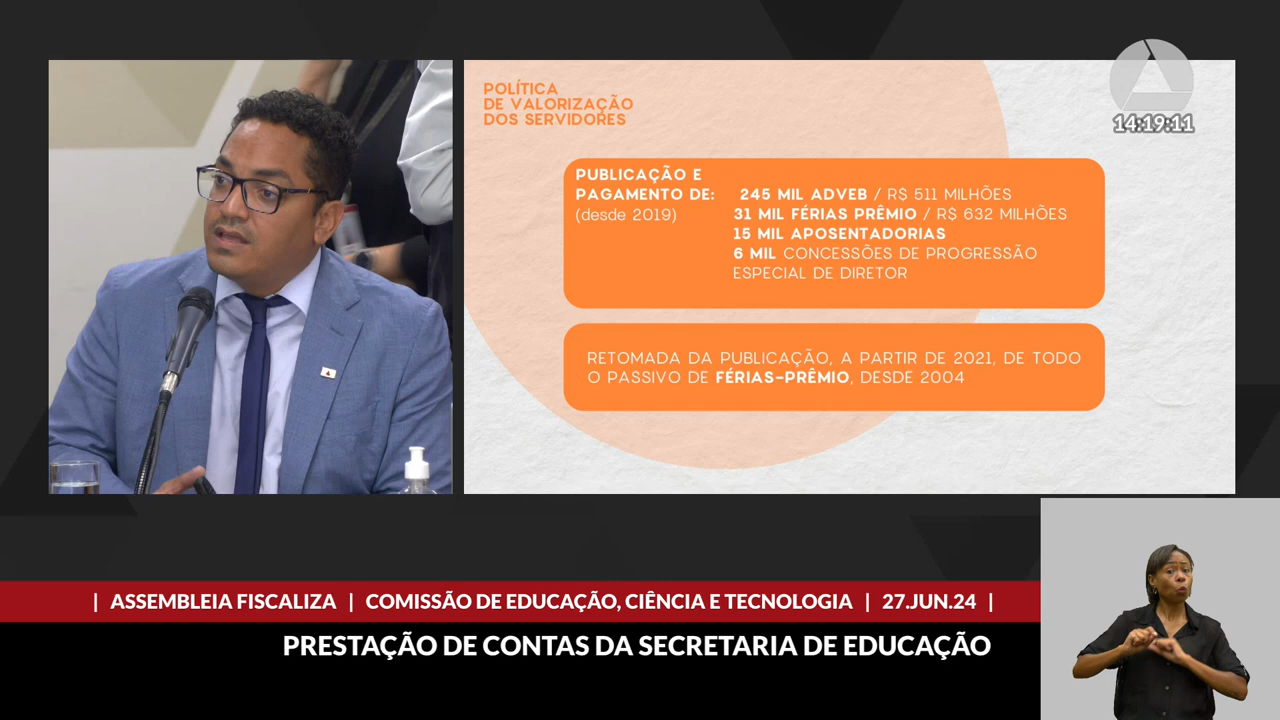 14:19:11
POLÍTICA
DE VALORIZAÇÃO
DOS SERVIDORES
PUBLICAÇÃO E
PAGAMENTO DE:
(desde 2019)
245 MIL ADVEB / R$ 511 MILHÕES
31 MIL FÉRIAS PRÊMIO / R$ 632 MILHÕES
15 MIL APOSENTADORIAS
6 MIL CONCESSÕES DE PROGRESSÃO
ESPECIAL DE DIRETOR
RETOMADA DA PUBLICAÇÃO, A PARTIR DE 2021, DE TODO
O PASSIVO DE FÉRIAS-PRÊMIO, DESDE 2004
| ASSEMBLEIA FISCALIZA | COMISSÃO DE EDUCAÇÃO, CIÊNCIA E TECNOLOGIA | 27.JUN.24 |
PRESTAÇÃO DE CONTAS DA SECRETARIA DE EDUCAÇÃO